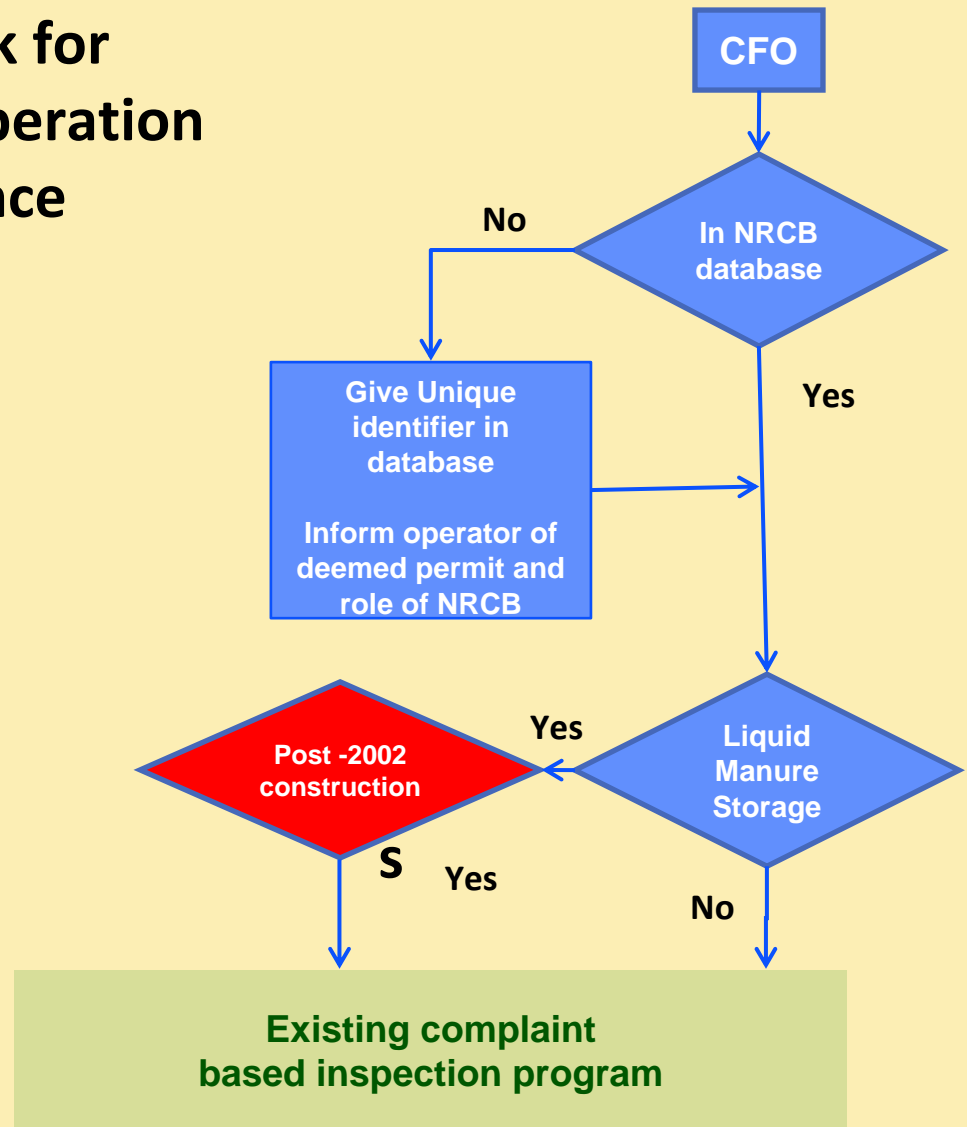 k for
peration
nce
CFO
In NRCB
database
No
Yes
Give Unique
identifier in
database
Inform operator of
deemed permit and
role of NRCB
Liquid
Manure
Storage
Yes
Post -2002
construction
s
Yes
No
Existing complaint
based inspection program